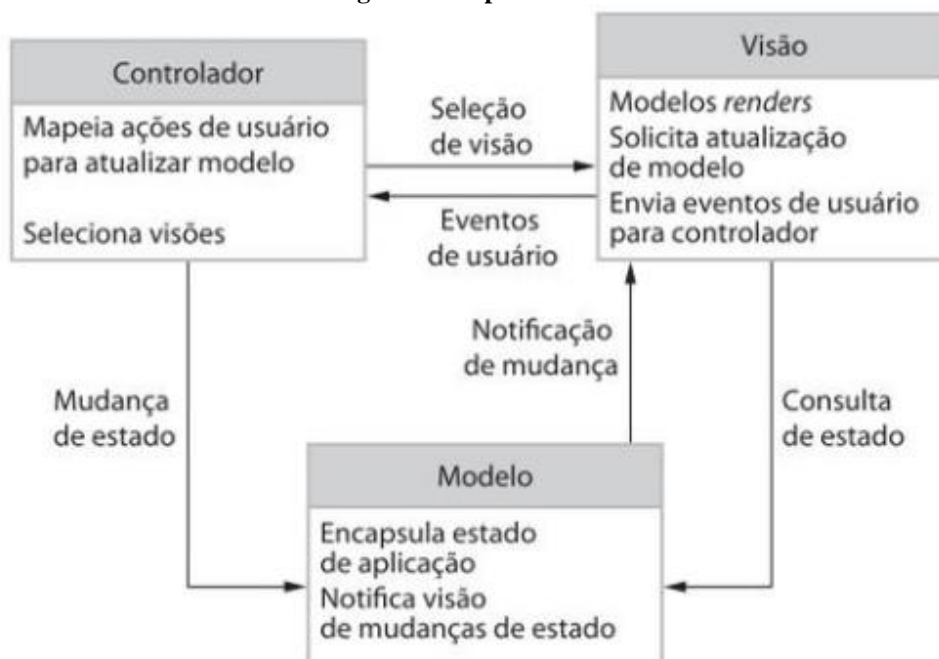 Controlador
Mapeia ações de usuário
para atualizar modelo
Seleciona visões
Seleção
de visão
Eventos
de usuário
Visão
Modelos renders
Solicita atualização
de modelo
Envia eventos de usuário
para controlador
Notificação
de mudança
Mudança
de estado
Consulta
de estado
Modelo
Encapsula estado
de aplicação
Notifica visão
de mudanças de estado